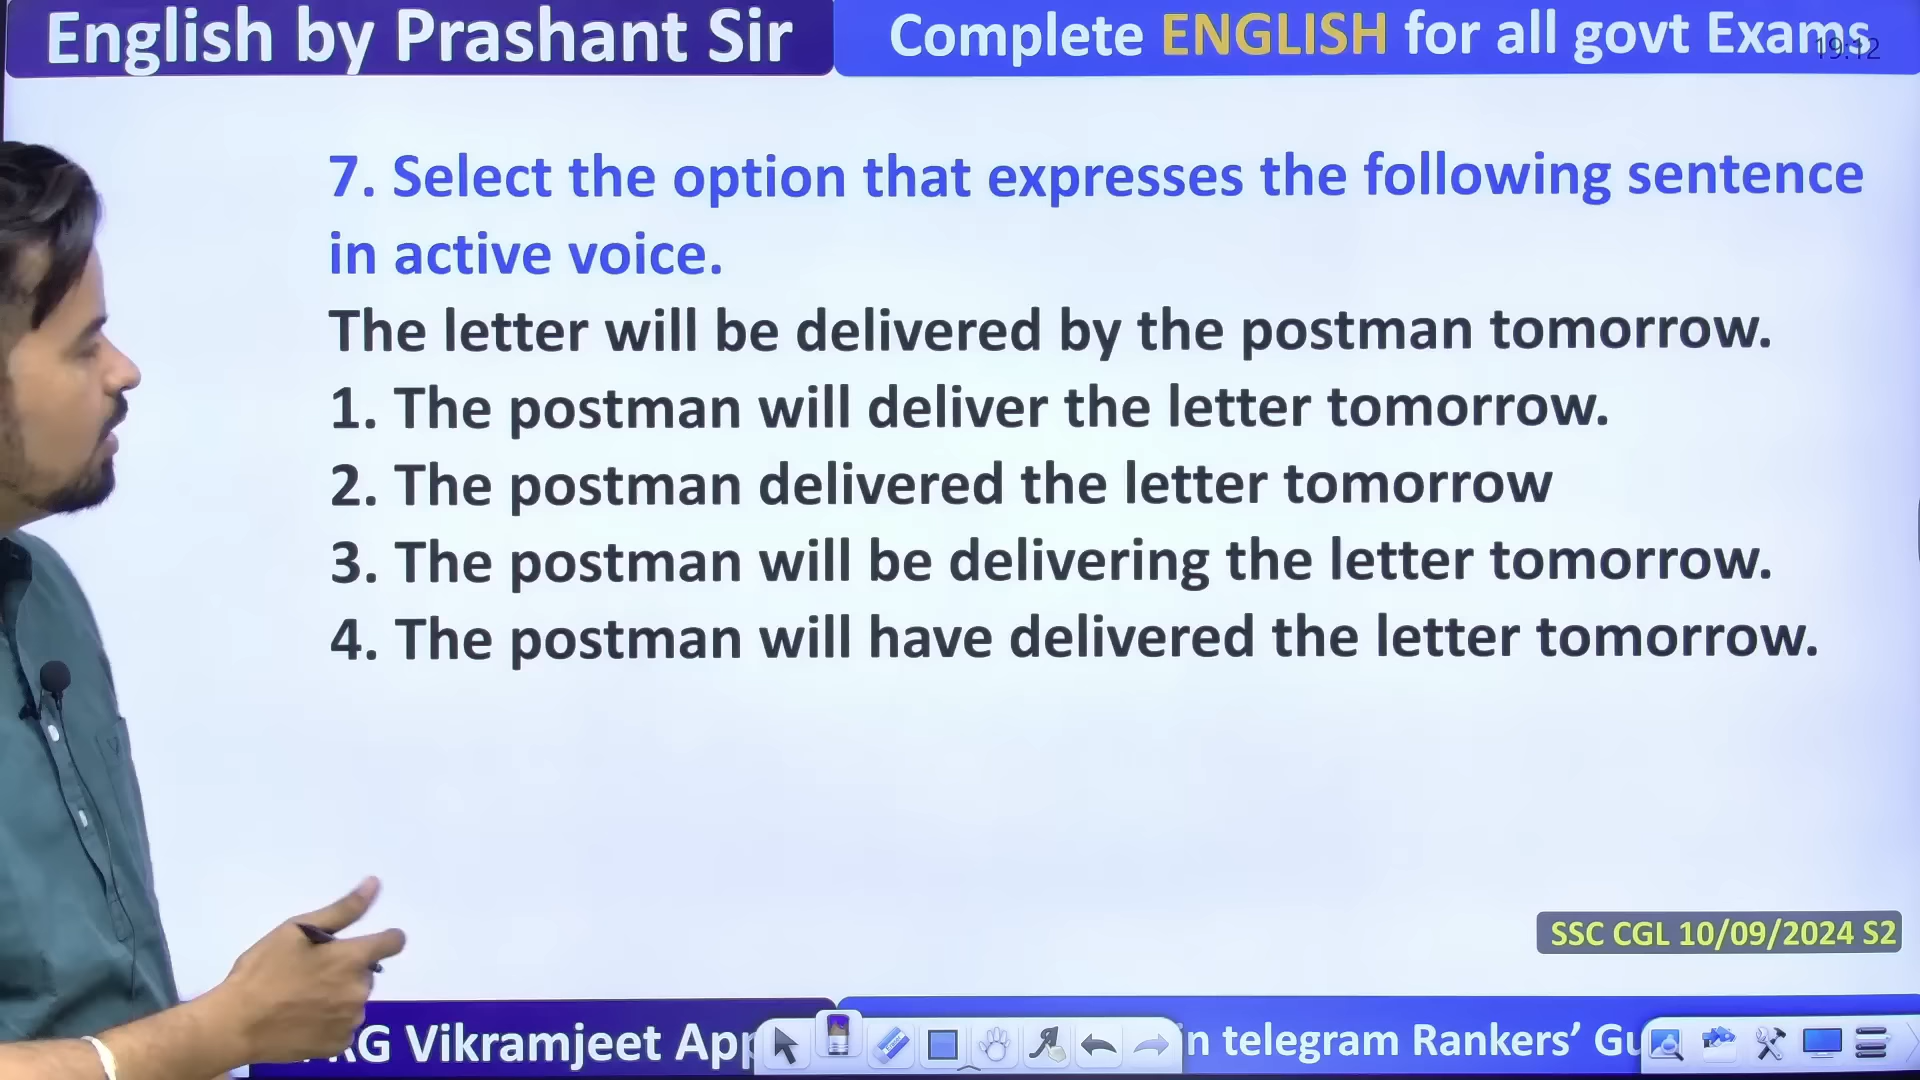 English by Prashant Sir
Complete ENGLISH for all govt Exams
19:12
7. Select the option that expresses the following sentence
in active voice.
The letter will be delivered by the postman tomorrow.
1. The postman will deliver the letter tomorrow.
2. The postman delivered the letter tomorrow
3. The postman will be delivering the letter tomorrow.
4. The postman will have delivered the letter tomorrow.
SSC CGL 10/09/2024 S2
Vikramjeet App
telegram Rankers’